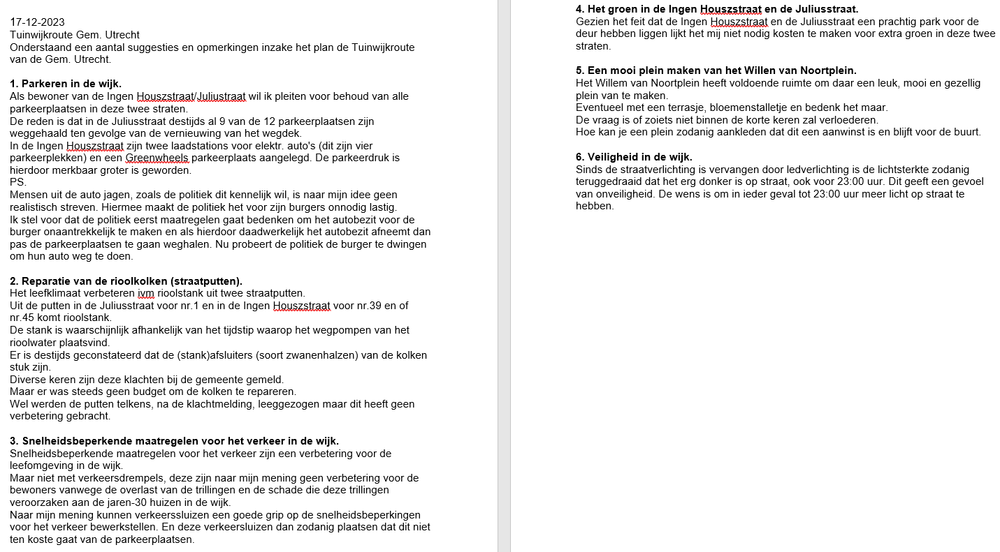 17-12-2023
Tuinwijkroute Gem. Utrecht
Onderstaand een aantal suggesties en opmerkingen inzake het plan de Tuinwijkroute
van de Gem. Utrecht.
1. Parkeren in de wijk.
Als bewoner van de Ingen Houszstraat/Juliustraat wil ik pleiten voor behoud van alle
parkeerplaatsen in deze twee straten.
De reden is dat in de Juliusstraat destijds al 9 van de 12 parkeerplaatsen zijn
weggehaald ten gevolge van de vernieuwing van het wegdek.
In de Ingen Houszstraat zijn twee laadstations voor elektr. auto's (dit zijn vier
parkeerplekken) en een Greenwheels parkeerplaats aangelegd. De parkeerdruk is
hierdoor merkbaar groter is geworden.
PS.
Mensen uit de auto jagen, zoals de politiek dit kennelijk wil, is naar mijn idee geen
realistisch streven. Hiermee maakt de politiek het voor zijn burgers onnodig lastig.
Ik stel voor dat de politiek eerst maatregelen gaat bedenken om het autobezit voor de
burger onaantrekkelijk te maken en als hierdoor daadwerkelijk het autobezit afneemt dan
pas de parkeerplaatsen te gaan weghalen. Nu probeert de politiek de burger te dwingen
om hun auto weg te doen.
2. Reparatie van de rioolkolken (straatputten).
Het leefklimaat verbeteren ivm rioolstank uit twee straatputten.
Uit de putten in de Juliusstraat voor nr.1 en in de Ingen Houszstraat voor nr.39 en of
nr.45 komt rioolstank.
De stank is waarschijnlijk afhankelijk van het tijdstip waarop het wegpompen van het
rioolwater plaatsvind.
Er is destijds geconstateerd dat de (stank)afsluiters (soort zwanenhalzen) van de kolken
stuk zijn.
Diverse keren zijn deze klachten bij de gemeente gemeld.
Maar er was steeds geen budget om de kolken te repareren.
Wel werden de putten telkens, na de klachtmelding, leeggezogen maar dit heeft geen
verbetering gebracht.
3. Snelheidsbeperkende maatregelen voor het verkeer in de wijk.
Snelheidsbeperkende maatregelen voor het verkeer zijn een verbetering voor de
leefomgeving in de wijk.
Maar niet met verkeersdrempels, deze zijn naar mijn mening geen verbetering voor de
bewoners vanwege de overlast van de trillingen en de schade die deze trillingen
veroorzaken aan de jaren-30 huizen in de wijk.
Naar mijn mening kunnen verkeerssluizen een goede grip op de snelheidsbeperkingen
voor het verkeer bewerkstellen. En deze verkeersluizen dan zodanig plaatsen dat dit niet
ten koste gaat van de parkeerplaatsen.
4. Het groen in de Ingen Houszstraat en de Juliusstraat.
Gezien het feit dat de Ingen Houszstraat en de Juliusstraat een prachtig park voor de
deur hebben liggen lijkt het mij niet nodig kosten te maken voor extra groen in deze twee
straten.
5. Een mooi plein maken van het Willen van Noortplein.
Het Willem van Noortplein heeft voldoende ruimte om daar een leuk, mooi en gezellig
plein van te maken.
Eventueel met een terrasje, bloemenstalletje en bedenk het maar.
De vraag is of zoiets niet binnen de korte keren zal verloederen.
Hoe kan je een plein zodanig aankleden dat dit een aanwinst is en blijft voor de buurt.
6. Veiligheid in de wijk.
Sinds de straatverlichting is vervangen door ledverlichting is de lichtsterkte zodanig
teruggedraaid dat het erg donker is op straat, ook voor 23:00 uur. Dit geeft een gevoel
van onveiligheid. De wens is om in ieder geval tot 23:00 uur meer licht op straat te
hebben.